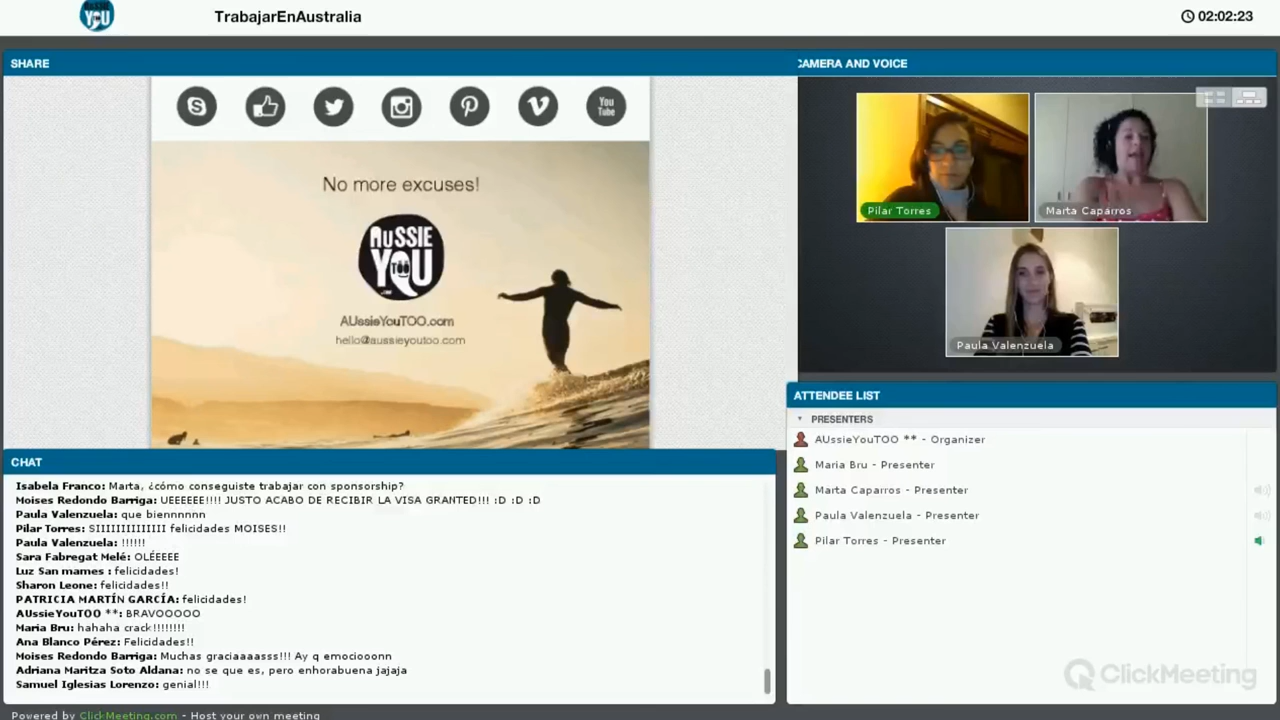 AUSSIE
YOU
TrabajarEnAustralia
02:02:23
SHARE
You
Tube
No more excuses!
AUSSIE
YOU
TOO
AUssieYouTOO.com
hello@aussieyoutoo.com
CAMERA AND VOICE
Pilar Torres
Marta Caparros
Paula Valenzuela
ATTENDEE LIST
PRESENTERS
AUssieYouTOO ** - Organizer
Maria Bru - Presenter
Marta Caparros - Presenter
Paula Valenzuela - Presenter
Pilar Torres - Presenter
CHAT
Isabela Franco: Marta, ¿cómo conseguiste trabajar con sponsorship?
Moises Redondo Barriga: UEEEEEE!!!! JUSTO ACABO DE RECIBIR LA VISA GRANTED!!! :D :D :D
Paula Valenzuela: que biennnnnn
Pilar Torres: SIIIIIIIIIIIIII felicidades MOISES!!
Paula Valenzuela: !!!!!!
Sara Fabregat Melé: OLÉEEEE
Luz San mames : felicidades!
Sharon Leone: felicidades!!
PATRICIA MARTÍN GARCÍA: felicidades!
AUssieYouTOO **: BRAVOOOOO
Maria Bru: hahaha crack!!!!!!!!
Ana Blanco Pérez: Felicidades!!
Moises Redondo Barriga: Muchas graciaaaasss!!! Ay q emociooonn
Adriana Maritza Soto Aldana: no se que es, pero enhorabuena jajaja
Samuel Iglesias Lorenzo: genial!!!
ClickMeeting
Powered by ClickMeeting.com - Host your own meeting